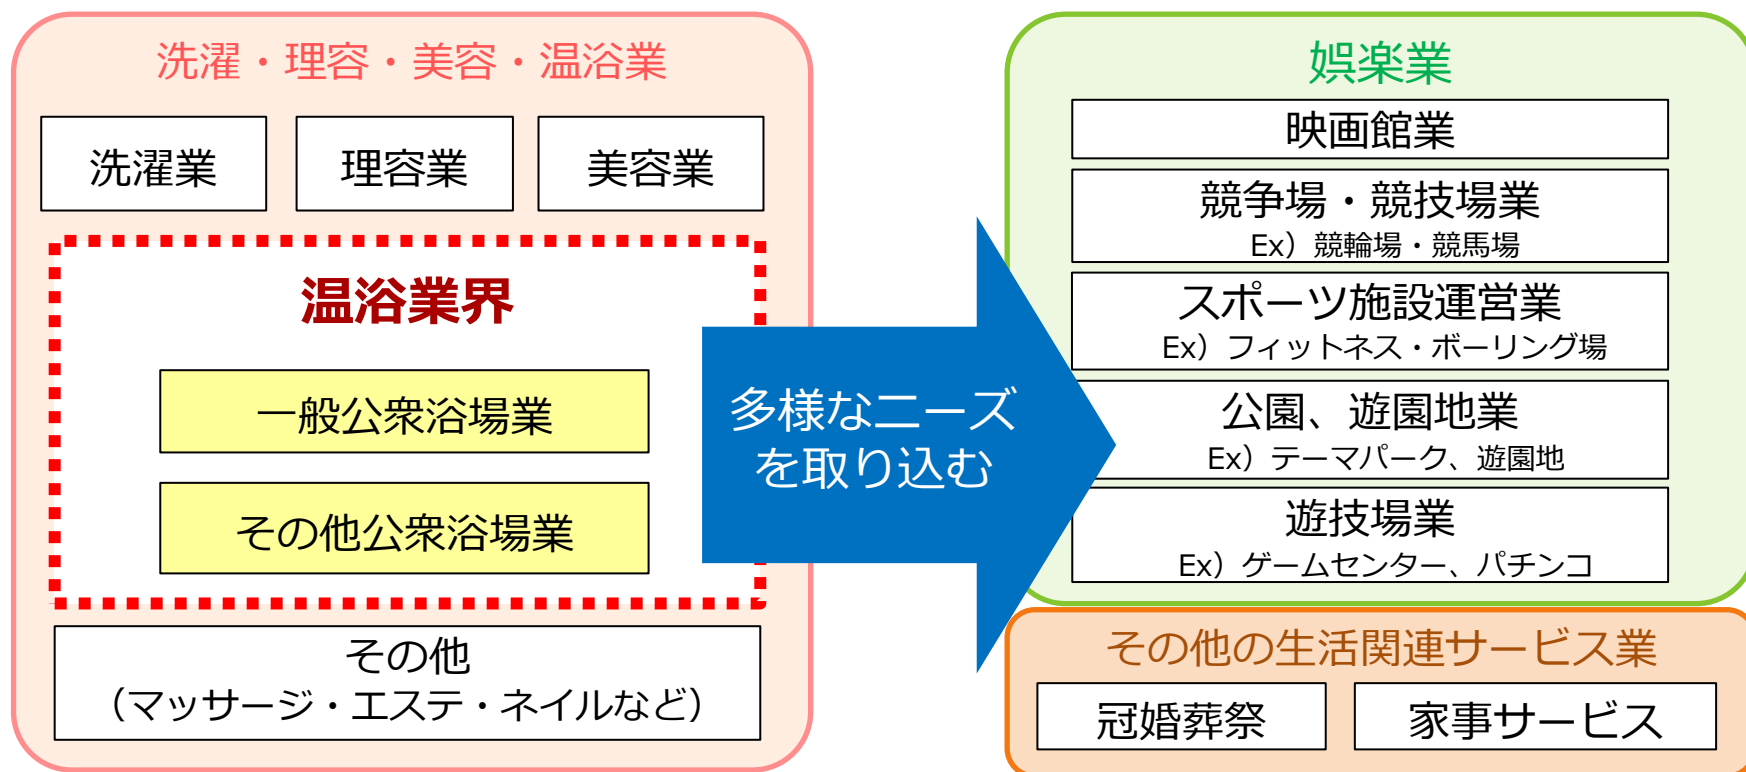 洗濯・理容・美容・温浴業
洗濯業
理容業
美容業
温浴業界
一般公衆浴場業
その他公衆浴場業
その他
（マッサージ・エステ・ネイルなど）
多様なニーズ
を取り込む
娯楽業
映画館業
競争場・競技場業
Ex）競輪場・競馬場
スポーツ施設運営業
Ex）フィットネス・ボーリング場
公園、遊園地業
Ex）テーマパーク、遊園地
遊技場業
Ex）ゲームセンター、パチンコ
その他の生活関連サービス業
冠婚葬祭
家事サービス